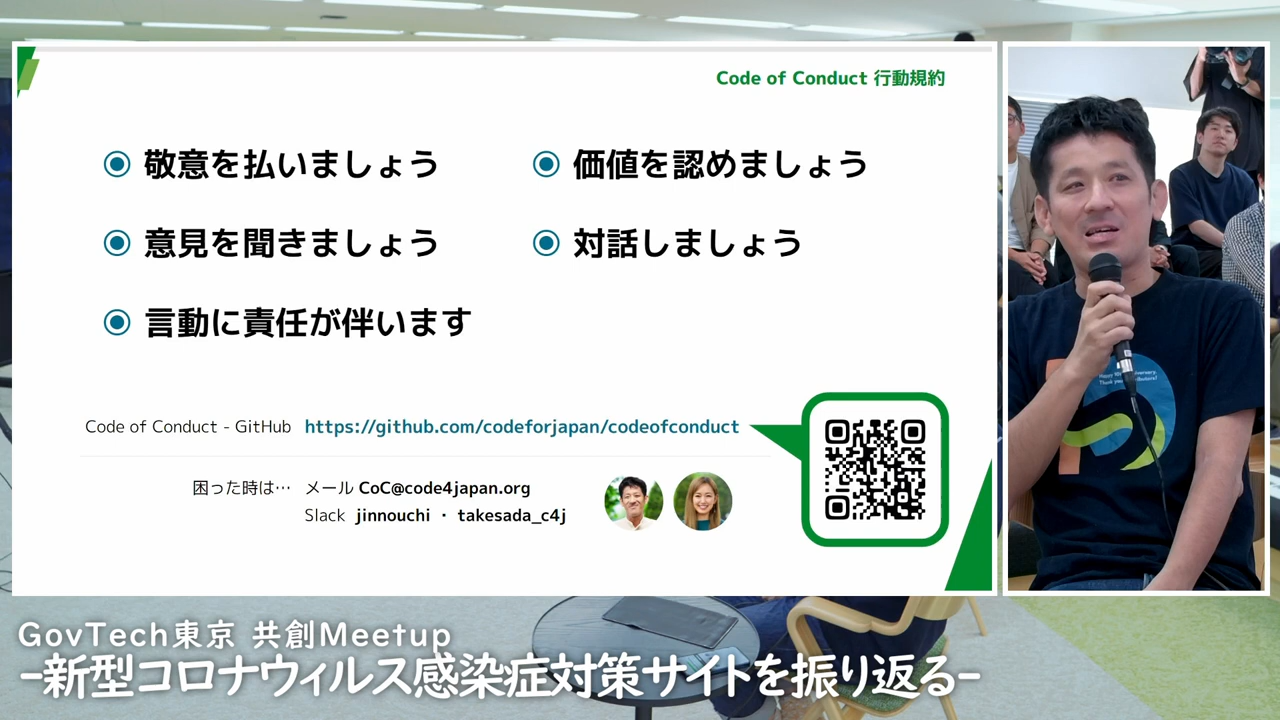 Code of Conduct 行動規約
敬意を払いましょう
価値を認めましょう
意見を聞きましょう
対話しましょう
言動に責任が伴います
Code of Conduct - GitHub https://github.com/codeforjapan/codeofconduct
困った時は… メール CoC@code4japan.org
Slack jinnouchi ・ takesada_c4j
Thank you
GovTech東京 共創Meetup
-新型コロナウィルス感染症対策サイトを振り返る-